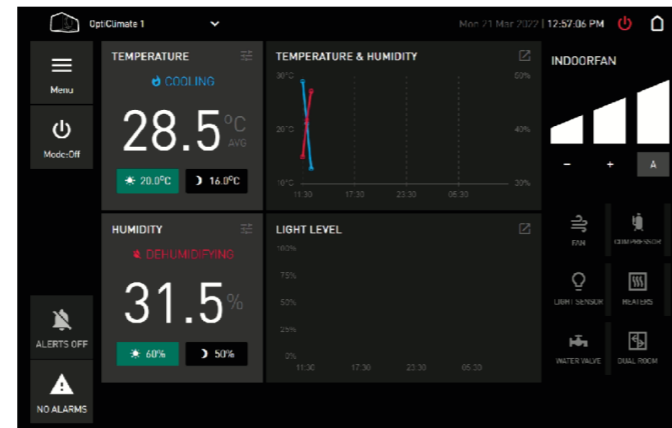 OptiClimate 1
Mon 21 Mar 2022 | 12:57:06 PM
Menu
Mode:Off
ALERTS OFF
NO ALARMS
TEMPERATURE
COOLING
28.5°C
AVG
20.0°C 16.0°C
HUMIDITY
DEHUMIDIFYING
31.5%
60% 50%
TEMPERATURE & HUMIDITY
30°C 50%
20°C 40%
10°C 30%
11:30 17:30 23:30 05:30
LIGHT LEVEL
100%
75%
50%
25%
0%
11:30 17:30 23:30 05:30
INDOORFAN
- + A
FAN COMPRESSOR
LIGHT SENSOR HEATERS
WATER VALVE DUAL ROOM